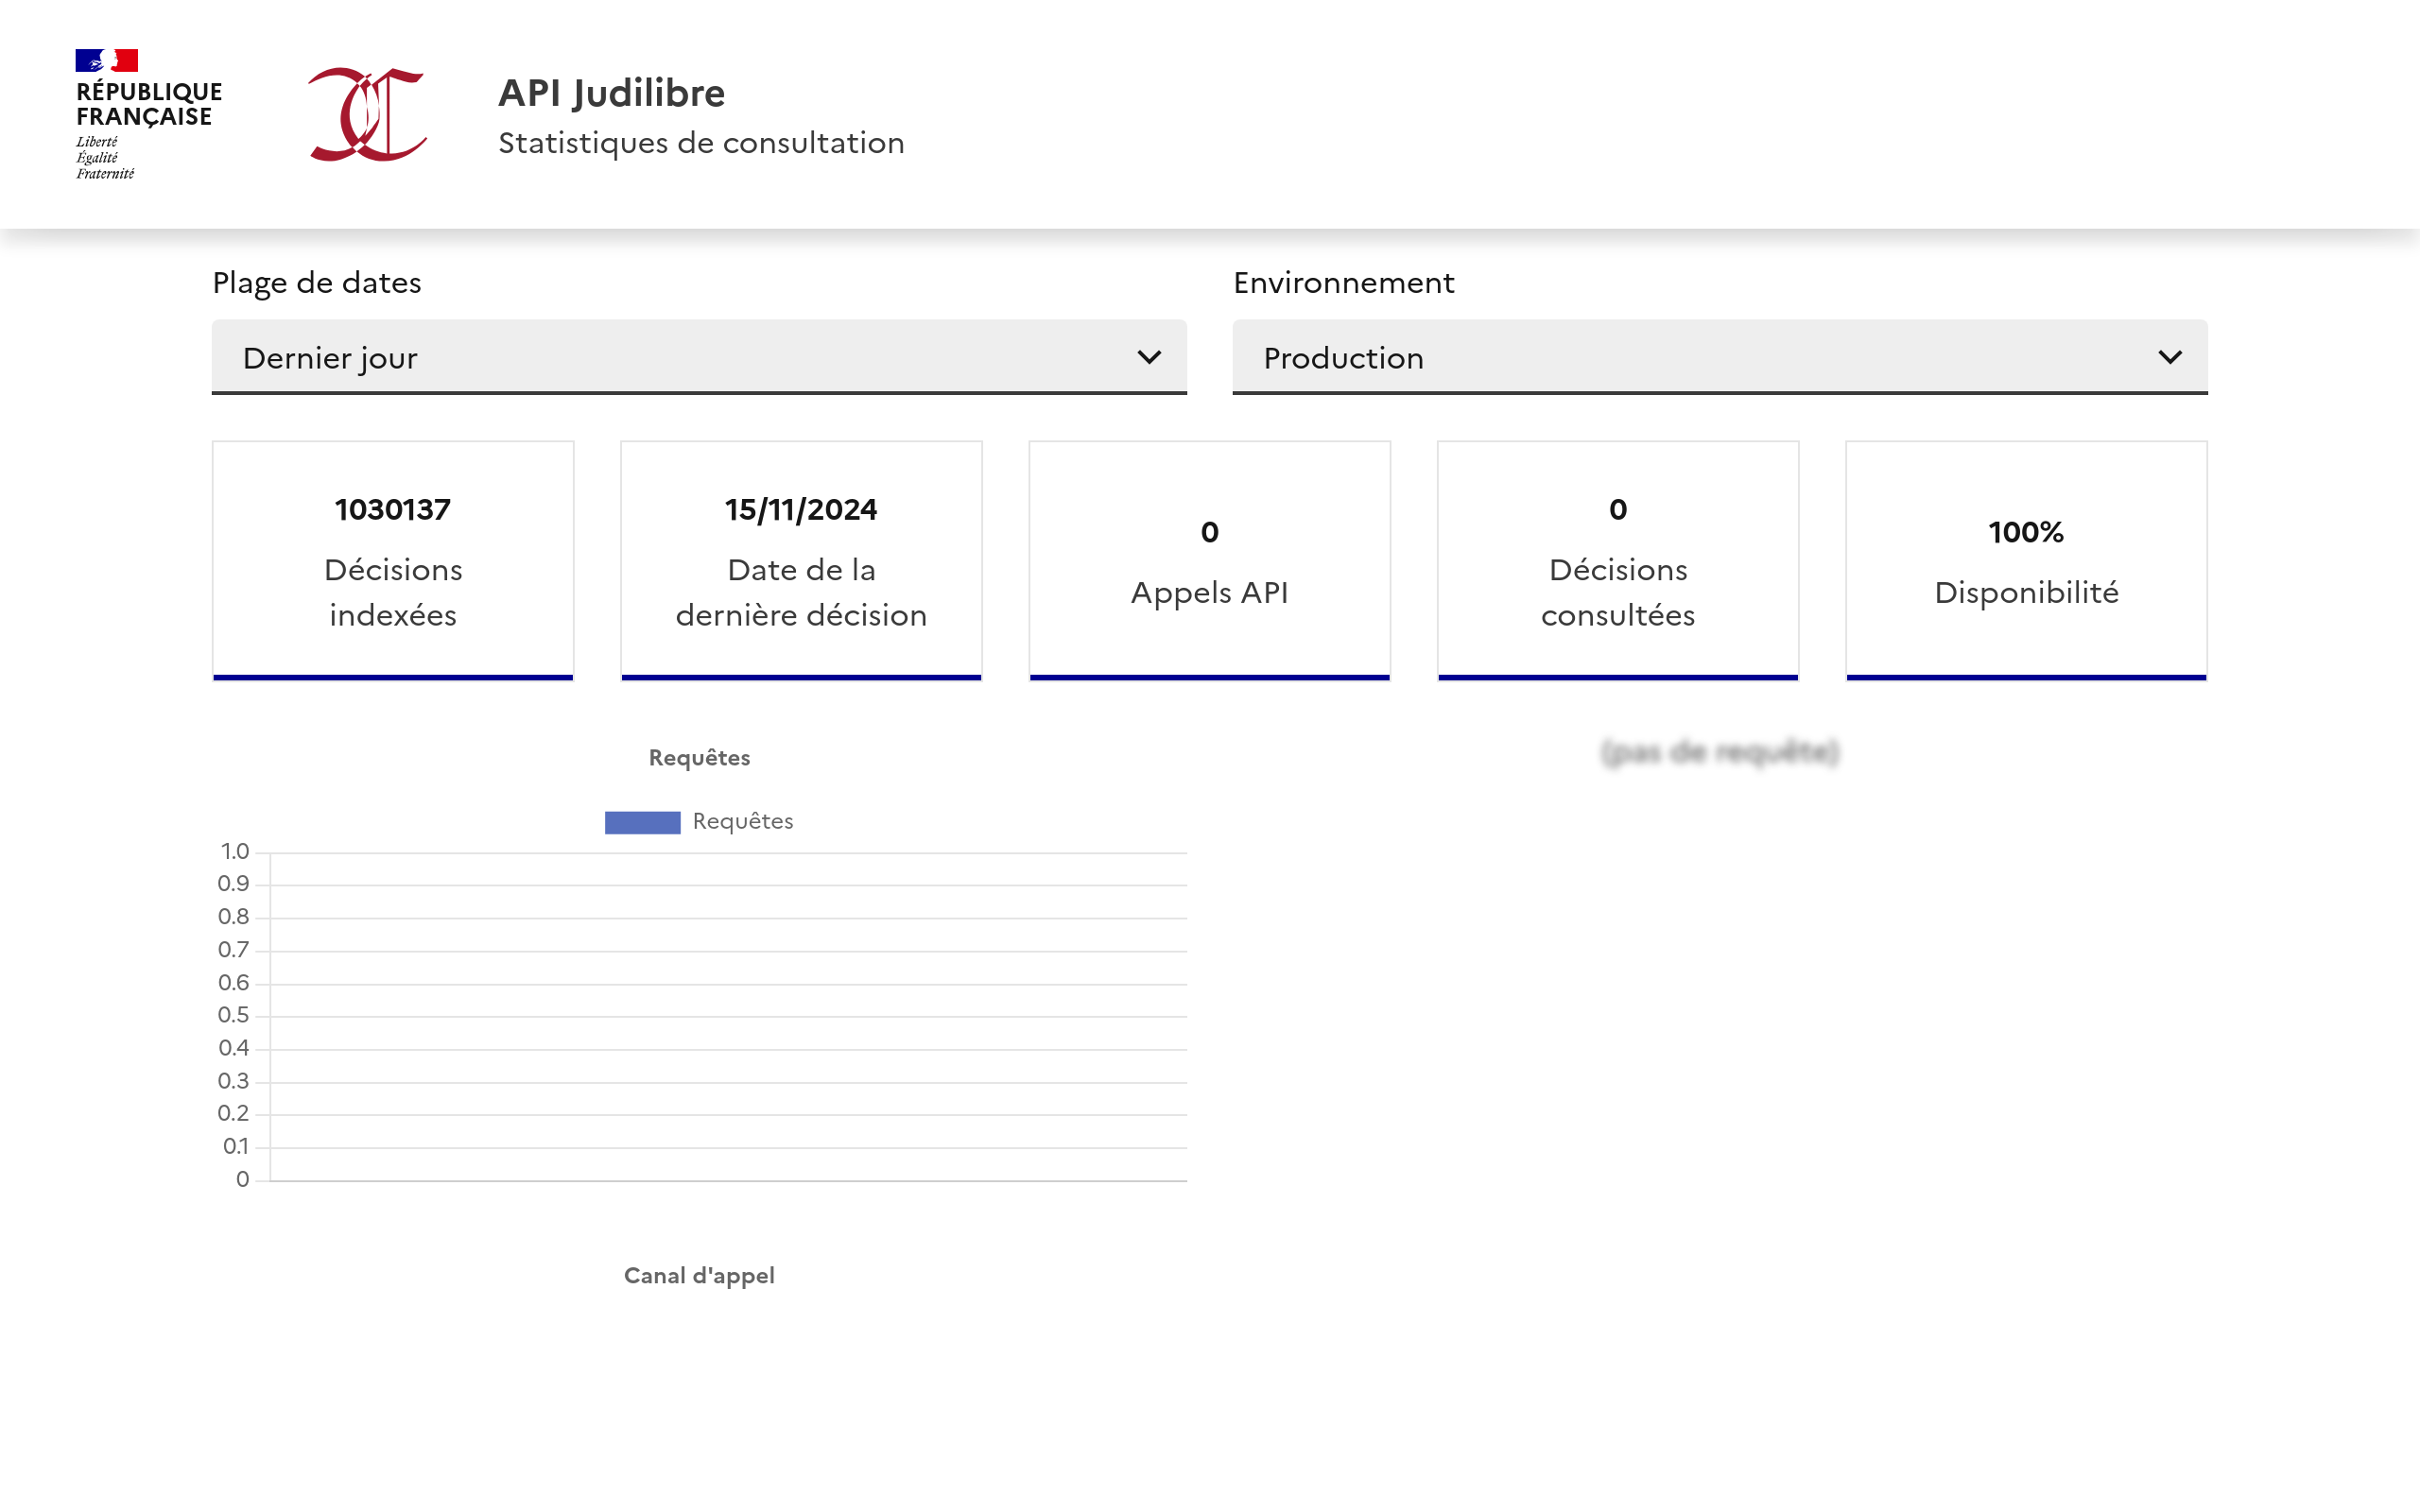 RÉPUBLIQUE
FRANÇAISE
Liberté
Égalité
Fraternité
API Judilibre
Statistiques de consultation
Plage de dates
Dernier jour
Environnement
Production
1030137
Décisions
indexées
15/11/2024
Date de la
dernière décision
0
Appels API
0
Décisions
consultées
100%
Disponibilité
Requêtes
Requêtes
1.0
0.9
0.8
0.7
0.6
0.5
0.4
0.3
0.2
0.1
0
(pas de requête)
Canal d'appel